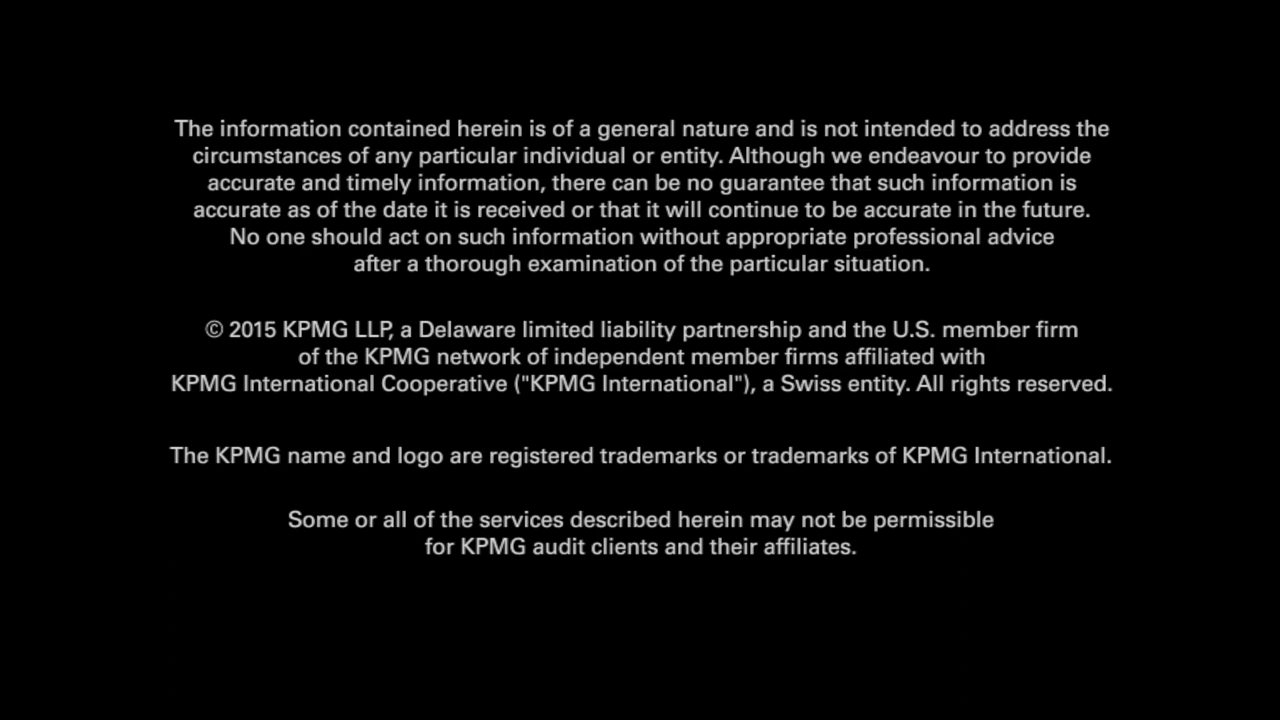 The information contained herein is of a general nature and is not intended to address the
circumstances of any particular individual or entity. Although we endeavour to provide
accurate and timely information, there can be no guarantee that such information is
accurate as of the date it is received or that it will continue to be accurate in the future.
No one should act on such information without appropriate professional advice
after a thorough examination of the particular situation.
© 2015 KPMG LLP, a Delaware limited liability partnership and the U.S. member firm
of the KPMG network of independent member firms affiliated with
KPMG International Cooperative ("KPMG International"), a Swiss entity. All rights reserved.
The KPMG name and logo are registered trademarks or trademarks of KPMG International.
Some or all of the services described herein may not be permissible
for KPMG audit clients and their affiliates.